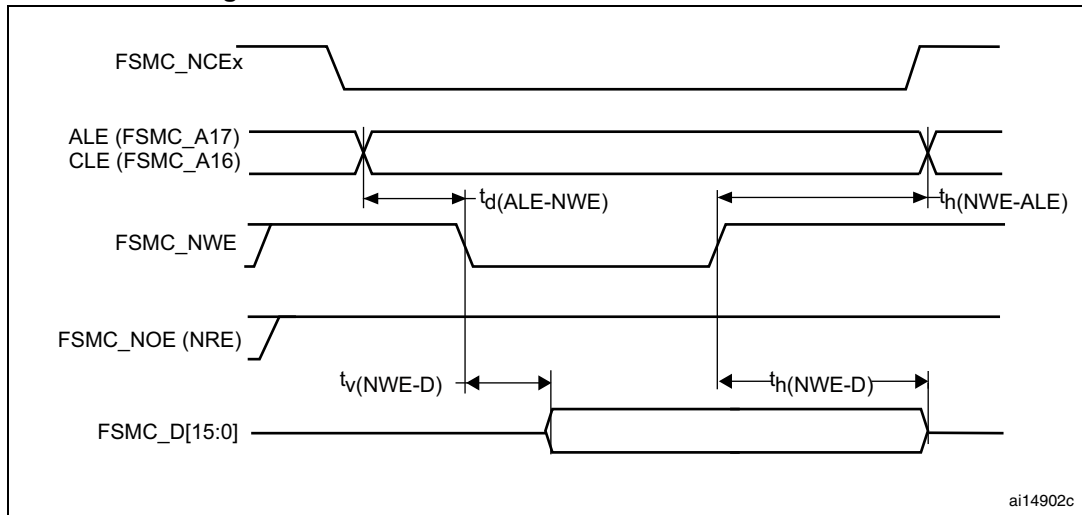 FSMC_NCEx
ALE (FSMC_A17)
CLE (FSMC_A16)
td(ALE-NWE)
th(NWE-ALE)
FSMC_NWE
FSMC_NOE (NRE)
tv(NWE-D)
th(NWE-D)
FSMC_D[15:0]
ai14902c